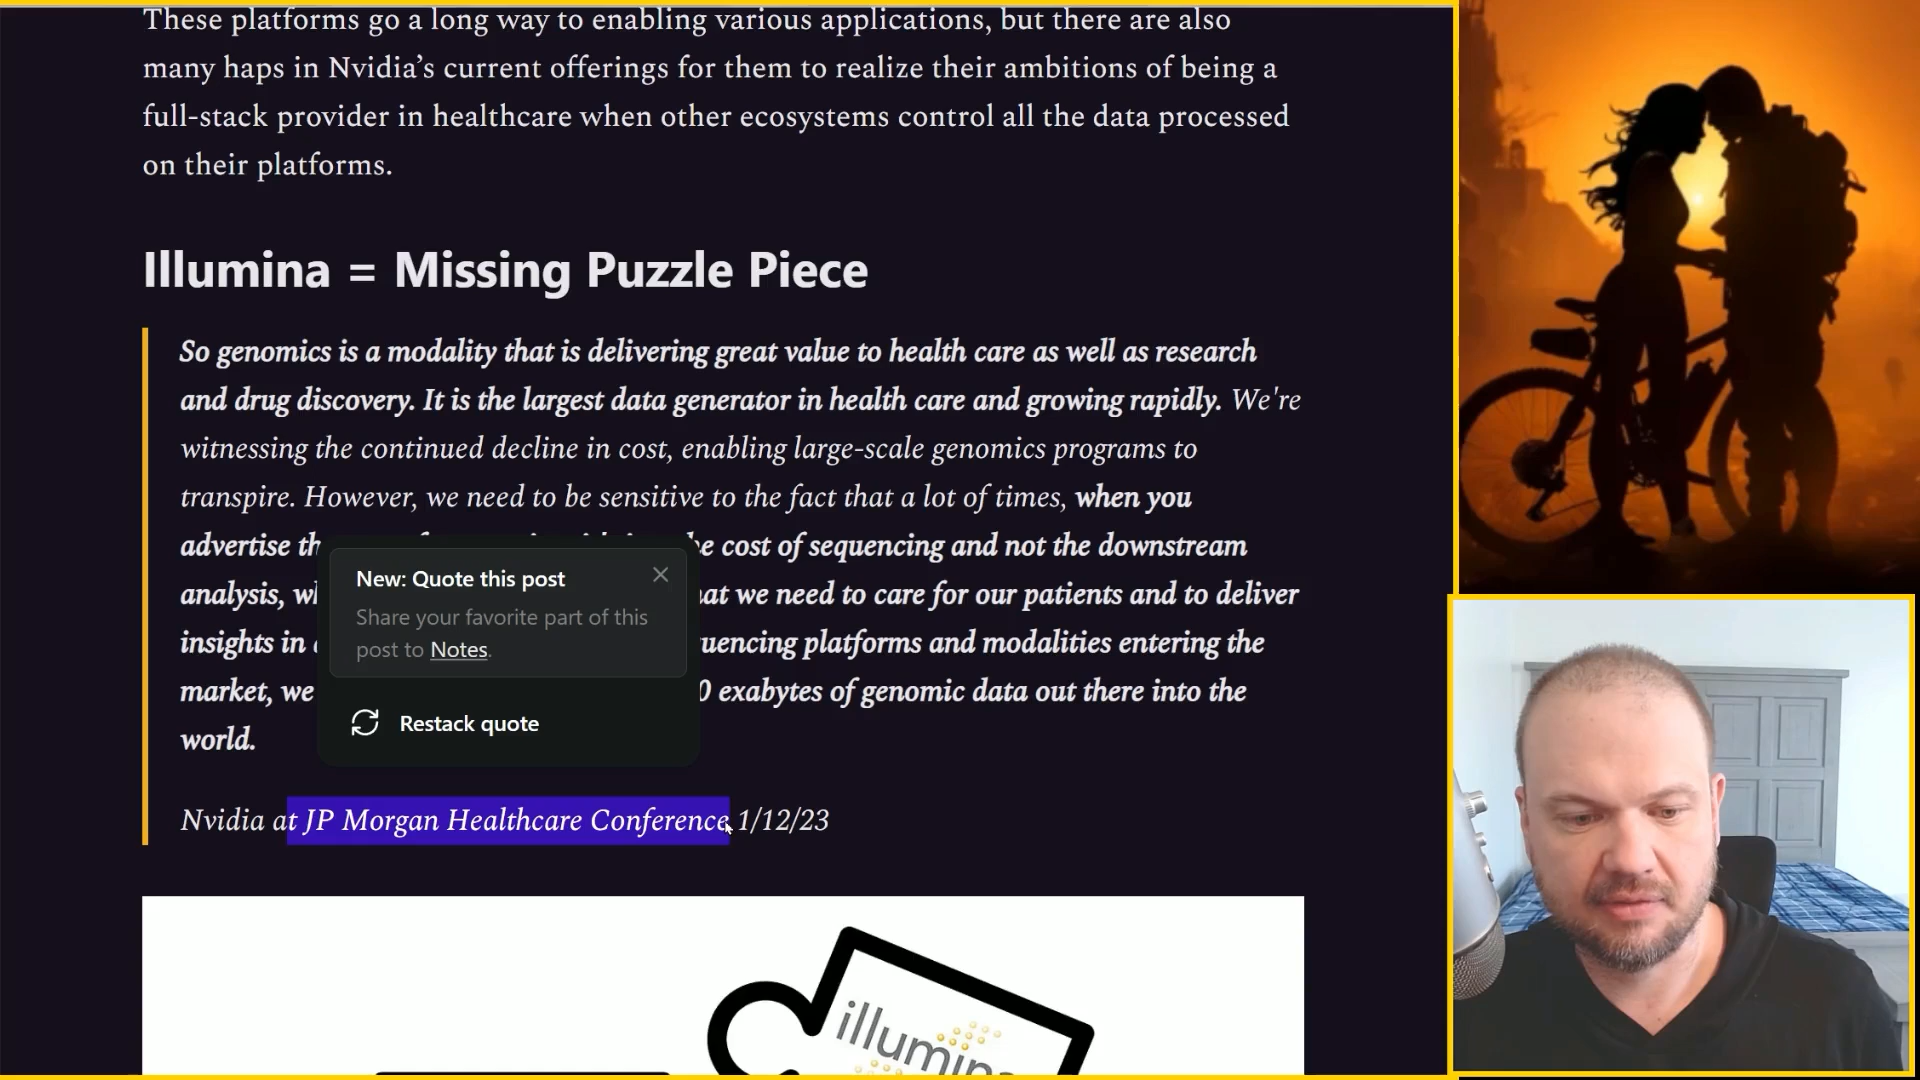 These platforms go a long way to enabling various applications, but there are also
many haps in Nvidia’s current offerings for them to realize their ambitions of being a
full-stack provider in healthcare when other ecosystems control all the data processed
on their platforms.
Illumina = Missing Puzzle Piece
So genomics is a modality that is delivering great value to health care as well as research
and drug discovery. It is the largest data generator in health care and growing rapidly. We're
witnessing the continued decline in cost, enabling large-scale genomics programs to
transpire. However, we need to be sensitive to the fact that a lot of times, when you
advertise cost of sequencing and not the downstream
analysis, we need to care for our patients and to deliver
insights in platforms and modalities entering the
market, we exabytes of genomic data out there into the
world.
New: Quote this post
Share your favorite part of this
post to Notes.
Restack quote
Nvidia at JP Morgan Healthcare Conference 1/12/23